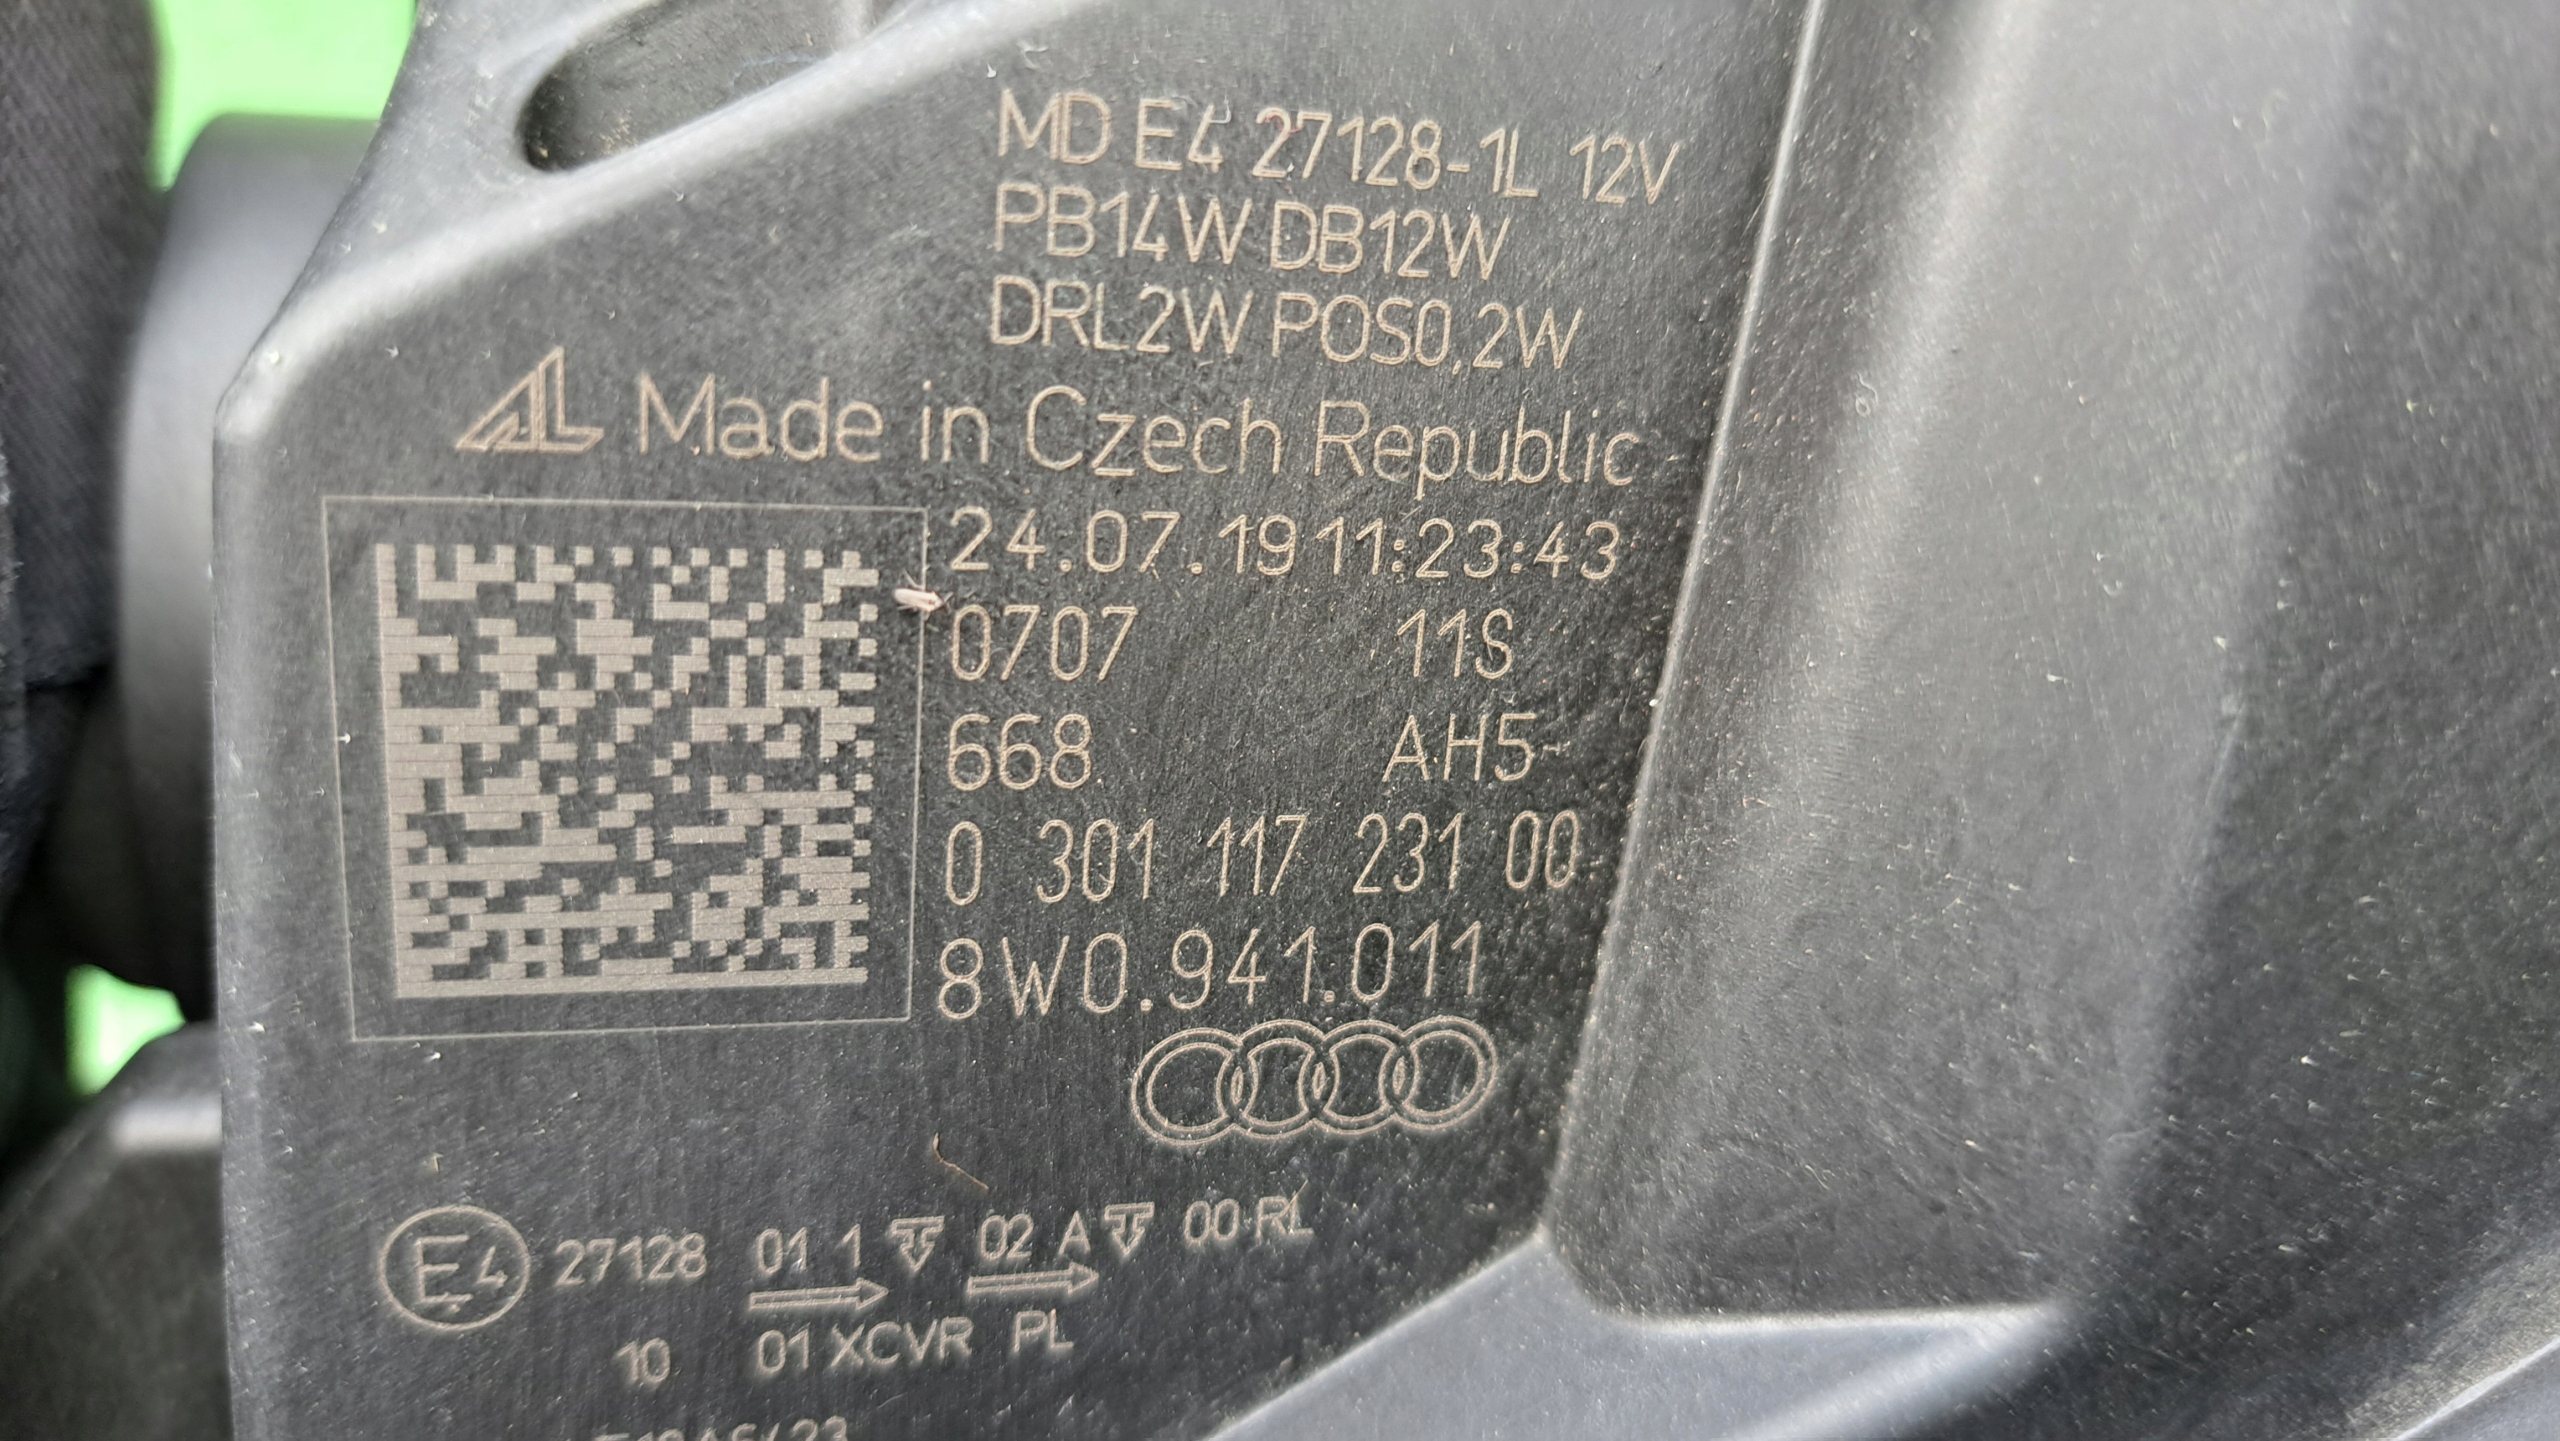 MD E4 27128-1L 12V
PB14W DB12W
DRL2W POS0,2W
AL Made in Czech Republic
24.07.19 11:23:43
0707 11S
668 AH5
0 301 117 231 00
8W0.941.011
E4 27128 01 1 02 A 00 RL
10 01 XCVR PL